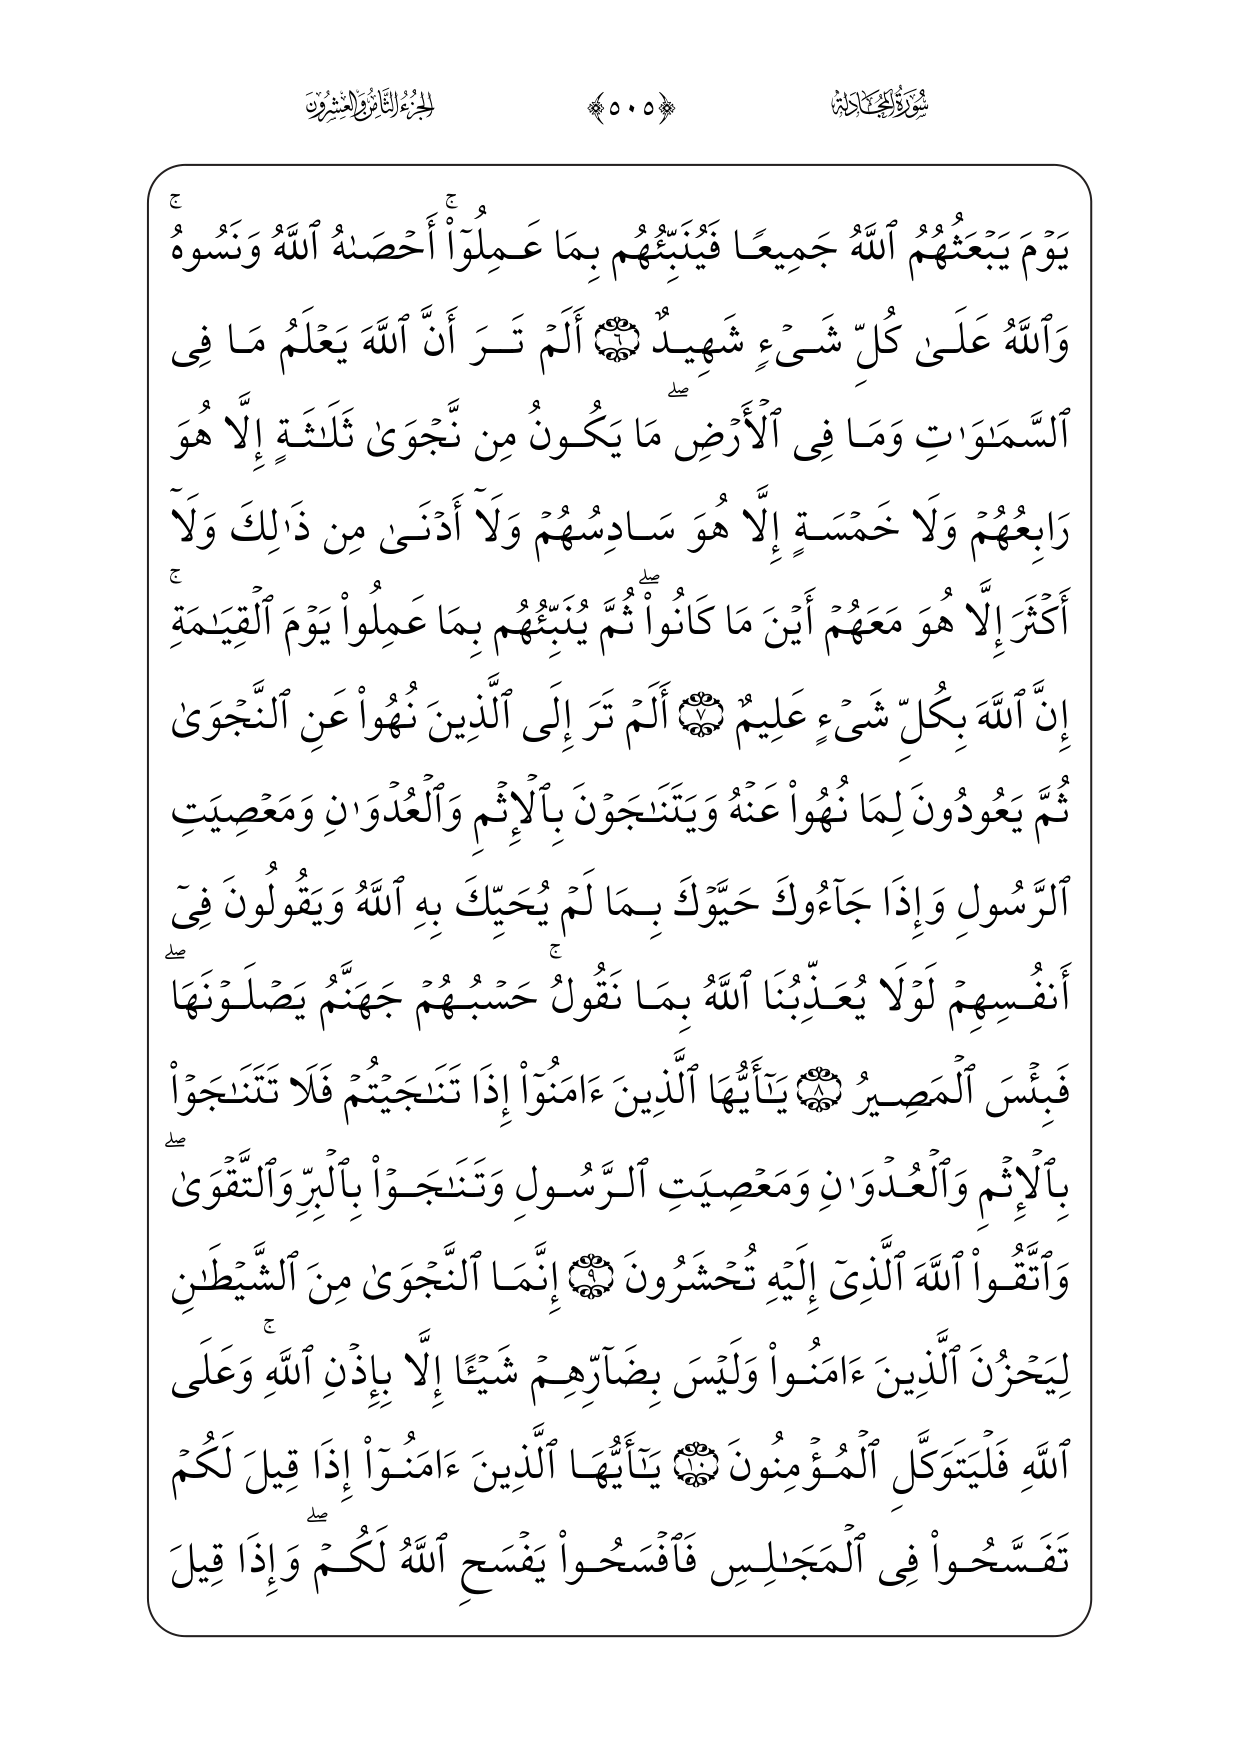 سُورَةُ المُجَادلة ﴿٥٠٥﴾ الجُزْءُ الثَّامِنُ وَالعِشْرُونَ
يَوۡمَ يَبۡعَثُهُمُ ٱللَّهُ جَمِيعٗا فَيُنَبِّئُهُم بِمَا عَمِلُوٓاْۚ أَحۡصَىٰهُ ٱللَّهُ وَنَسُوهُۚ
وَٱللَّهُ عَلَىٰ كُلِّ شَيۡءٖ شَهِيدٌ ٦ أَلَمۡ تَرَ أَنَّ ٱللَّهَ يَعۡلَمُ مَا فِي
ٱلسَّمَٰوَٰتِ وَمَا فِي ٱلۡأَرۡضِۖ مَا يَكُونُ مِن نَّجۡوَىٰ ثَلَٰثَةٍ إِلَّا هُوَ
رَابِعُهُمۡ وَلَا خَمۡسَةٍ إِلَّا هُوَ سَادِسُهُمۡ وَلَآ أَدۡنَىٰ مِن ذَٰلِكَ وَلَآ
أَكۡثَرَ إِلَّا هُوَ مَعَهُمۡ أَيۡنَ مَا كَانُواْۖ ثُمَّ يُنَبِّئُهُم بِمَا عَمِلُواْ يَوۡمَ ٱلۡقِيَٰمَةِۚ
إِنَّ ٱللَّهَ بِكُلِّ شَيۡءٍ عَلِيمٌ ٧ أَلَمۡ تَرَ إِلَى ٱلَّذِينَ نُهُواْ عَنِ ٱلنَّجۡوَىٰ
ثُمَّ يَعُودُونَ لِمَا نُهُواْ عَنۡهُ وَيَتَنَٰجَوۡنَ بِٱلۡإِثۡمِ وَٱلۡعُدۡوَٰنِ وَمَعۡصِيَتِ
ٱلرَّسُولِ وَإِذَا جَآءُوكَ حَيَّوۡكَ بِمَا لَمۡ يُحَيِّكَ بِهِ ٱللَّهُ وَيَقُولُونَ فِيٓ
أَنفُسِهِمۡ لَوۡلَا يُعَذِّبُنَا ٱللَّهُ بِمَا نَقُولُۚ حَسۡبُهُمۡ جَهَنَّمُ يَصۡلَوۡنَهَاۖ
فَبِئۡسَ ٱلۡمَصِيرُ ٨ يَٰٓأَيُّهَا ٱلَّذِينَ ءَامَنُوٓاْ إِذَا تَنَٰجَيۡتُمۡ فَلَا تَتَنَٰجَوۡاْ
بِٱلۡإِثۡمِ وَٱلۡعُدۡوَٰنِ وَمَعۡصِيَتِ ٱلرَّسُولِ وَتَنَٰجَوۡاْ بِٱلۡبِرِّ وَٱلتَّقۡوَىٰۖ
وَٱتَّقُواْ ٱللَّهَ ٱلَّذِيٓ إِلَيۡهِ تُحۡشَرُونَ ٩ إِنَّمَا ٱلنَّجۡوَىٰ مِنَ ٱلشَّيۡطَٰنِ
لِيَحۡزُنَ ٱلَّذِينَ ءَامَنُواْ وَلَيۡسَ بِضَآرِّهِمۡ شَيۡـًٔا إِلَّا بِإِذۡنِ ٱللَّهِۚ وَعَلَى
ٱللَّهِ فَلۡيَتَوَكَّلِ ٱلۡمُؤۡمِنُونَ ١٠ يَٰٓأَيُّهَا ٱلَّذِينَ ءَامَنُوٓاْ إِذَا قِيلَ لَكُمۡ
تَفَسَّحُواْ فِي ٱلۡمَجَٰلِسِ فَٱفۡسَحُواْ يَفۡسَحِ ٱللَّهُ لَكُمۡۖ وَإِذَا قِيلَ